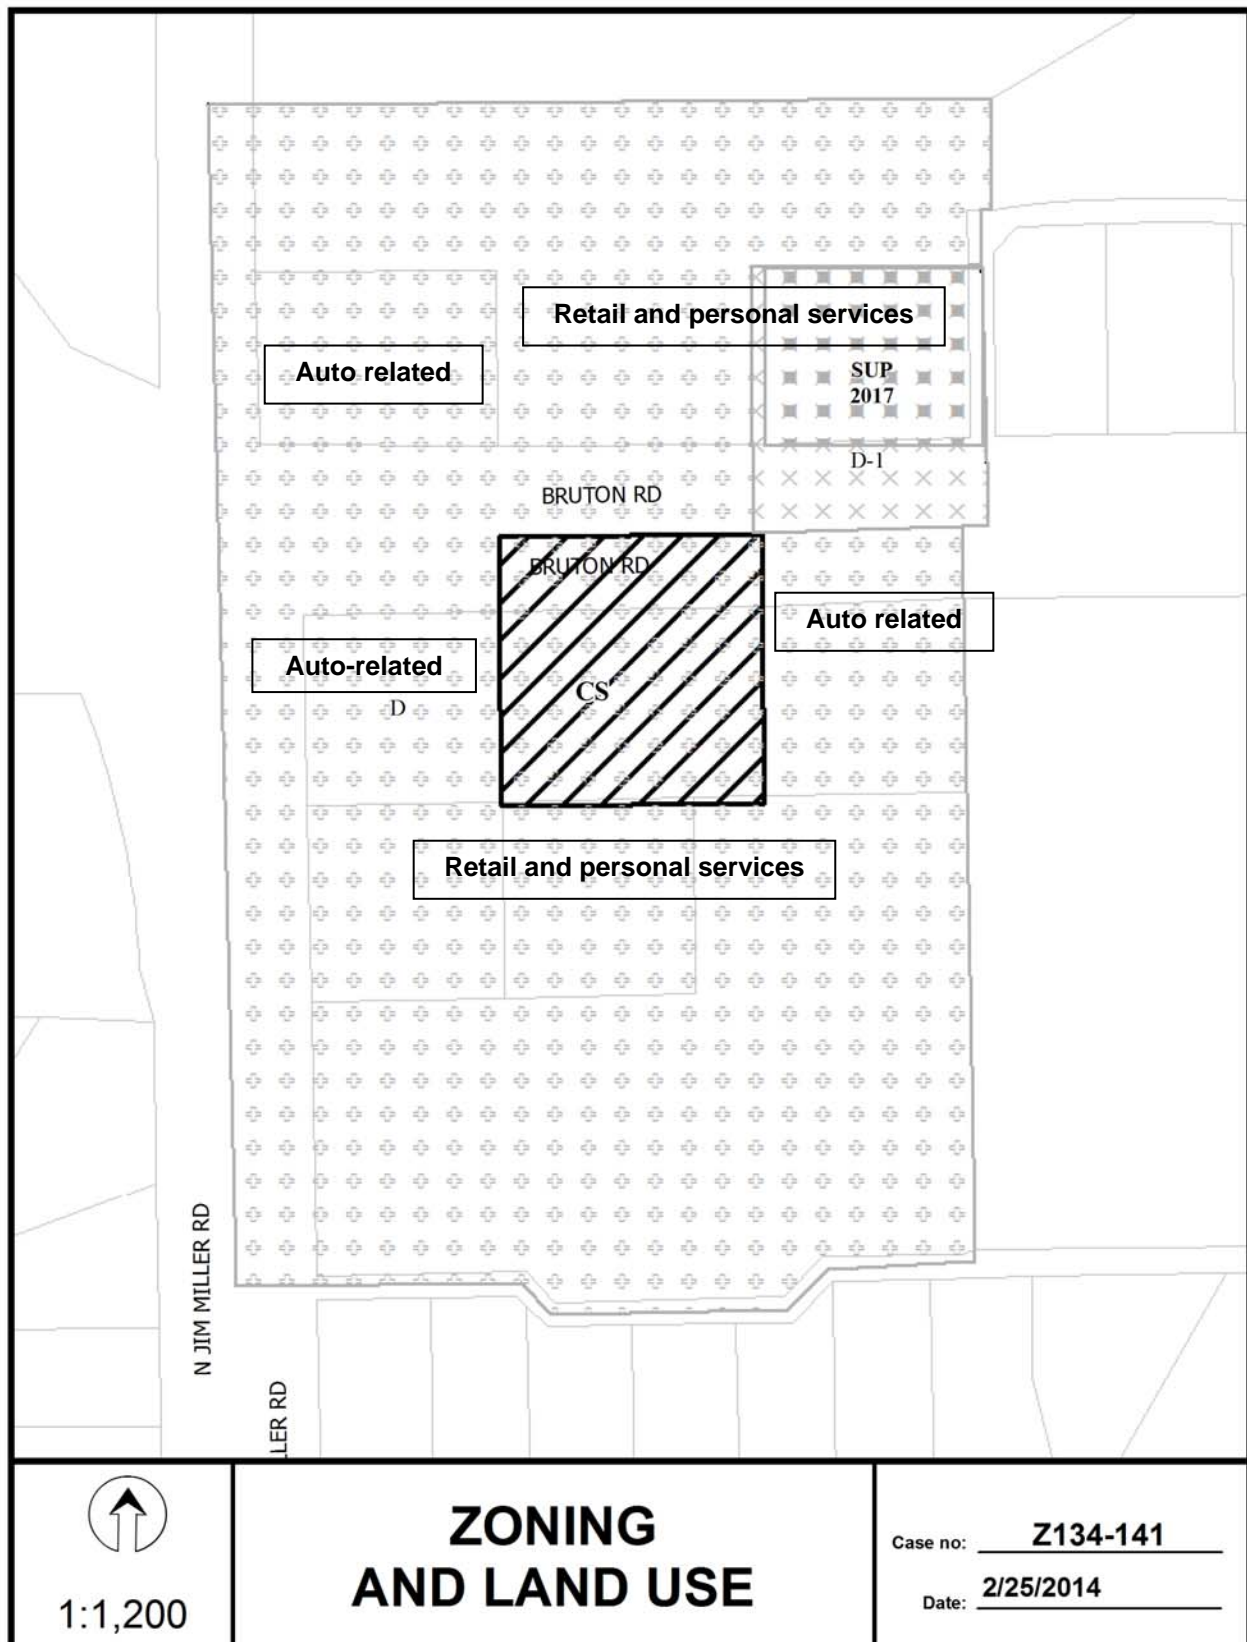 Retail and personal services
Auto related
SUP
2017
D-1
BRUTON RD
BRUTON RD
Auto related
Auto-related
CS
D
Retail and personal services
N JIM MILLER RD
LER RD
1:1,200
ZONING
AND LAND USE
Case no: Z134-141
Date: 2/25/2014